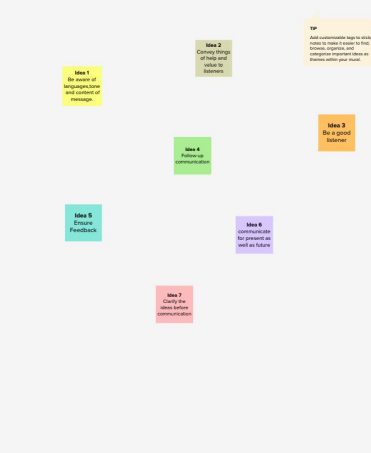 TIP
Add customizable tags to sticky
notes to make it easier to find,
browse, organize, and
categorize important ideas as
themes within your mural.
Idea 2
Convey things
of help and
value to
listeners.
Idea 1
Be aware of
languages,tone
and content of
message.
Idea 3
Be a good
listener
Idea 4
Follow-up
communication
Idea 5
Ensure
Feedback
Idea 6
communicate
for present as
well as future
Idea 7
Clarify the
ideas before
communication